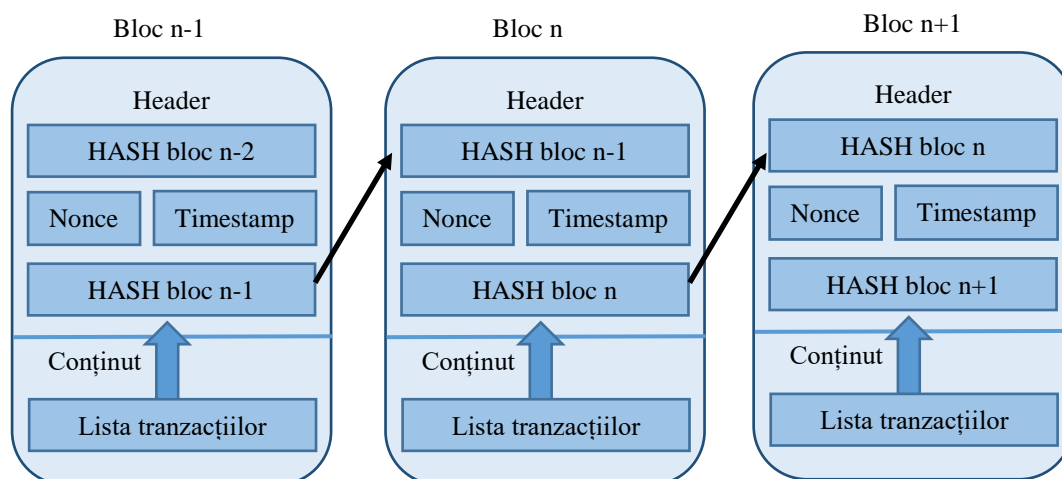 Bloc n-1
Header
HASH bloc n-2
Nonce
Timestamp
HASH bloc n-1
Conținut
Lista tranzacțiilor
Bloc n
Header
HASH bloc n-1
Nonce
Timestamp
HASH bloc n
Conținut
Lista tranzacțiilor
Bloc n+1
Header
HASH bloc n
Nonce
Timestamp
HASH bloc n+1
Conținut
Lista tranzacțiilor